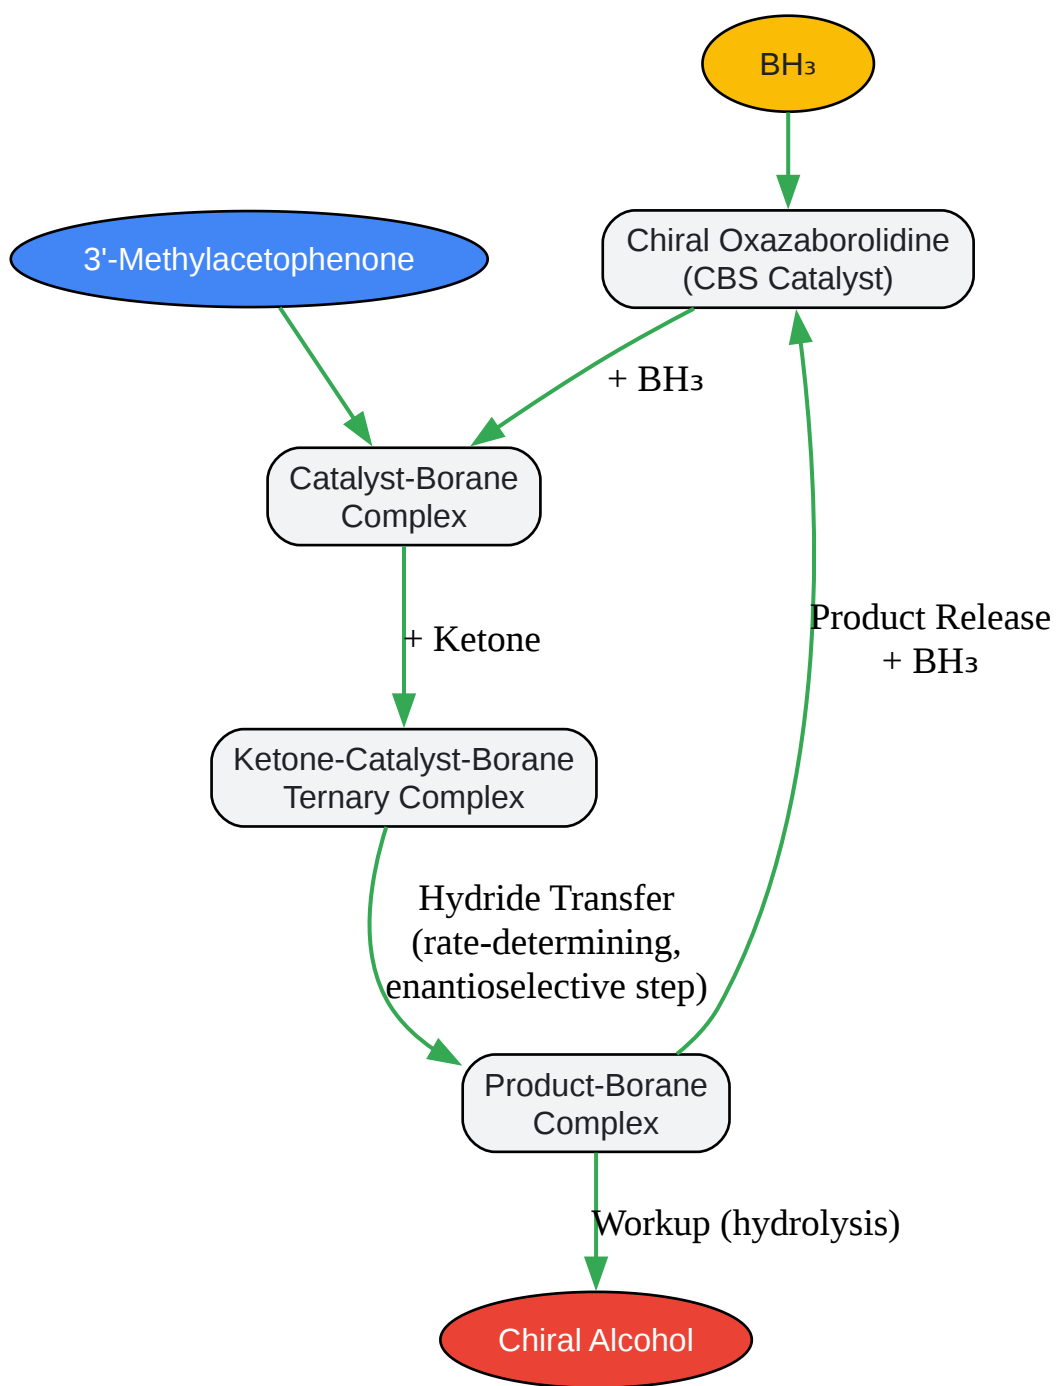 BH₃
Chiral Oxazaborolidine
(CBS Catalyst)
3'-Methylacetophenone
+ BH₃
Catalyst-Borane
Complex
+ Ketone
Product Release
+ BH₃
Ketone-Catalyst-Borane
Ternary Complex
Hydride Transfer
(rate-determining,
enantioselective step)
Product-Borane
Complex
Workup (hydrolysis)
Chiral Alcohol